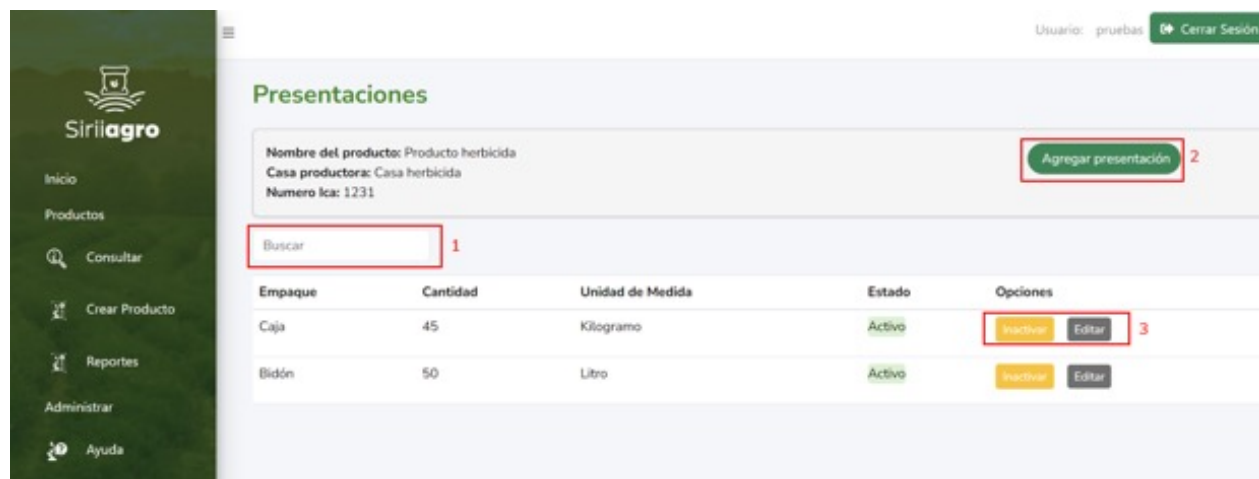 Usuario: pruebas Cerrar Sesión
Siriiagro
Inicio
Productos
Consultar
Crear Producto
Reportes
Administrar
Ayuda
Presentaciones
Nombre del producto: Producto herbicida
Casa productora: Casa herbicida
Numero Ica: 1231
Agregar presentación 2
Buscar 1
Empaque Cantidad Unidad de Medida Estado Opciones
Caja 45 Kilogramo Activo Inactivar Editar 3
Bidón 50 Litro Activo Inactivar Editar